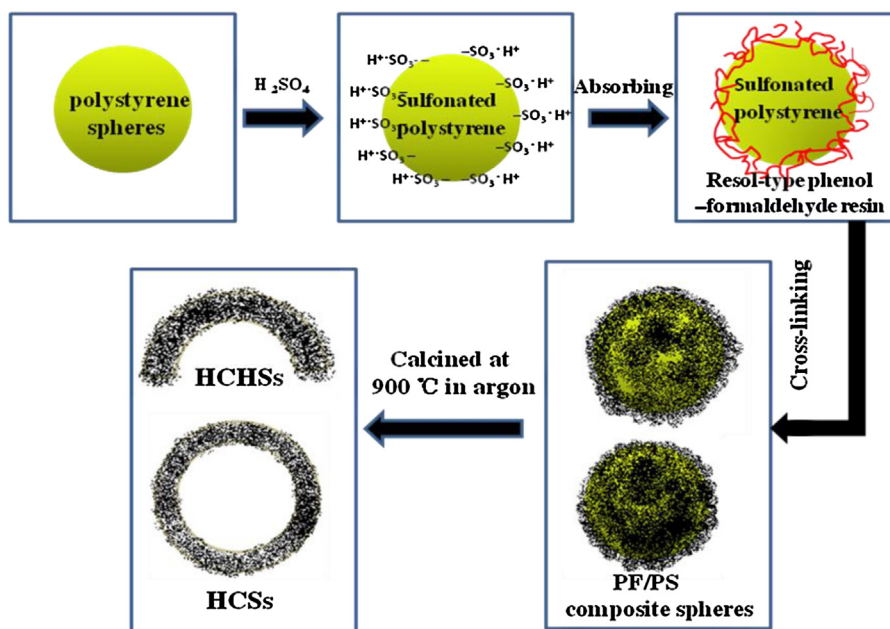 polystyrene
spheres
H₂SO₄
H⁺·SO₃·–
–SO₃·H⁺
H⁺·SO₃–
–SO₃·H⁺
Sulfonated
H⁺·SO₃
–SO₃·H⁺
polystyrene
H⁺·SO₃–
–SO₃·H⁺
H⁺·SO₃–
–SO₃·H⁺
Absorbing
Sulfonated
polystyrene
Resol-type phenol
–formaldehyde resin
Cross-linking
PF/PS
composite spheres
Calcined at
900 ℃ in argon
HCHSs
HCSs